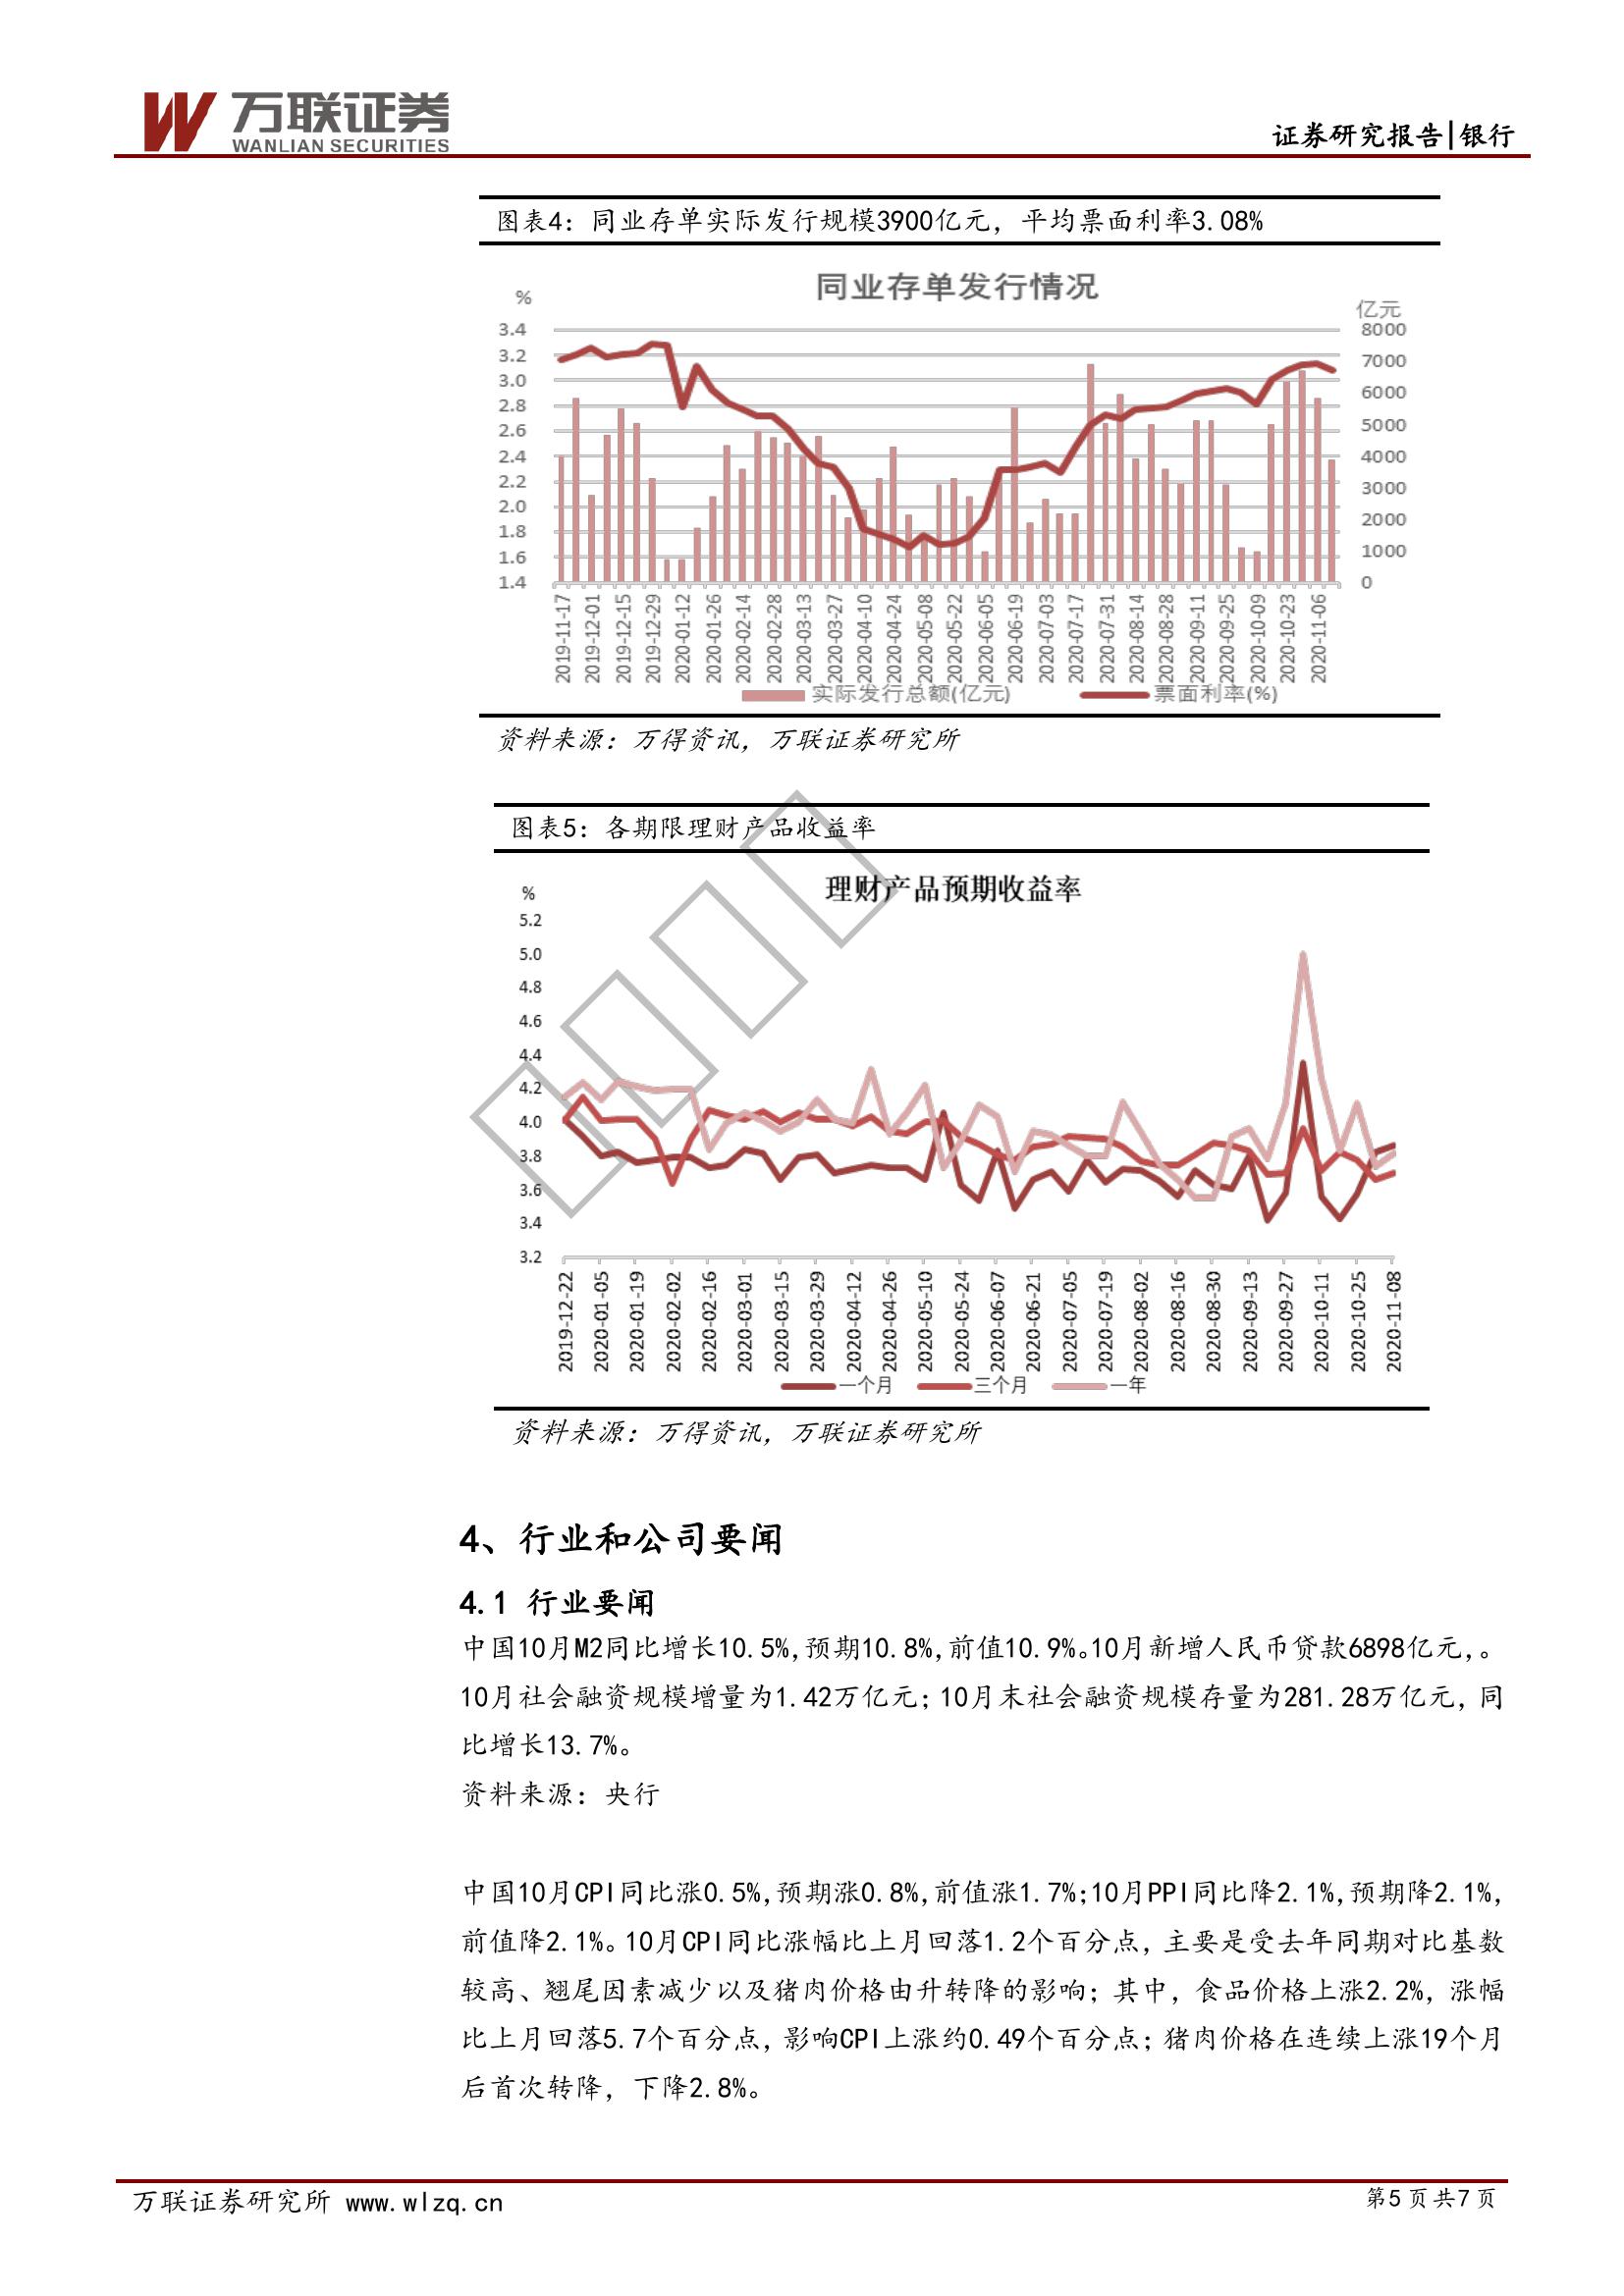 万联证券
WANLIAN SECURITIES
证券研究报告|银行
图表4：同业存单实际发行规模3900亿元，平均票面利率3.08%
同业存单发行情况
%
亿元
3.4
3.2
3.0
2.8
2.6
2.4
2.2
2.0
1.8
1.6
1.4
8000
7000
6000
5000
4000
3000
2000
1000
0
2019-11-17
2019-12-01
2019-12-15
2019-12-29
2020-01-12
2020-01-26
2020-02-14
2020-02-28
2020-03-13
2020-03-27
2020-04-10
2020-04-24
2020-05-08
2020-05-22
2020-06-05
2020-06-19
2020-07-03
2020-07-17
2020-07-31
2020-08-14
2020-08-28
2020-09-11
2020-09-25
2020-10-09
2020-10-23
2020-11-06
实际发行总额(亿元)
票面利率(%)
资料来源：万得资讯，万联证券研究所
图表5：各期限理财产品收益率
理财产品预期收益率
%
5.2
5.0
4.8
4.6
4.4
4.2
4.0
3.8
3.6
3.4
3.2
2019-12-22
2020-01-05
2020-01-19
2020-02-02
2020-02-16
2020-03-01
2020-03-15
2020-03-29
2020-04-12
2020-04-26
2020-05-10
2020-05-24
2020-06-07
2020-06-21
2020-07-05
2020-07-19
2020-08-02
2020-08-16
2020-08-30
2020-09-13
2020-09-27
2020-10-11
2020-10-25
2020-11-08
一个月
三个月
一年
资料来源：万得资讯，万联证券研究所
4、行业和公司要闻
4.1 行业要闻
中国10月M2同比增长10.5%,预期10.8%,前值10.9%。10月新增人民币贷款6898亿元,。
10月社会融资规模增量为1.42万亿元；10月末社会融资规模存量为281.28万亿元，同
比增长13.7%。
资料来源：央行
中国10月CPI同比涨0.5%,预期涨0.8%,前值涨1.7%;10月PPI同比降2.1%,预期降2.1%,
前值降2.1%。10月CPI同比涨幅比上月回落1.2个百分点，主要是受去年同期对比基数
较高、翘尾因素减少以及猪肉价格由升转降的影响；其中，食品价格上涨2.2%，涨幅
比上月回落5.7个百分点，影响CPI上涨约0.49个百分点；猪肉价格在连续上涨19个月
后首次转降，下降2.8%。
万联证券研究所 www.wlzq.cn
第5页共7页